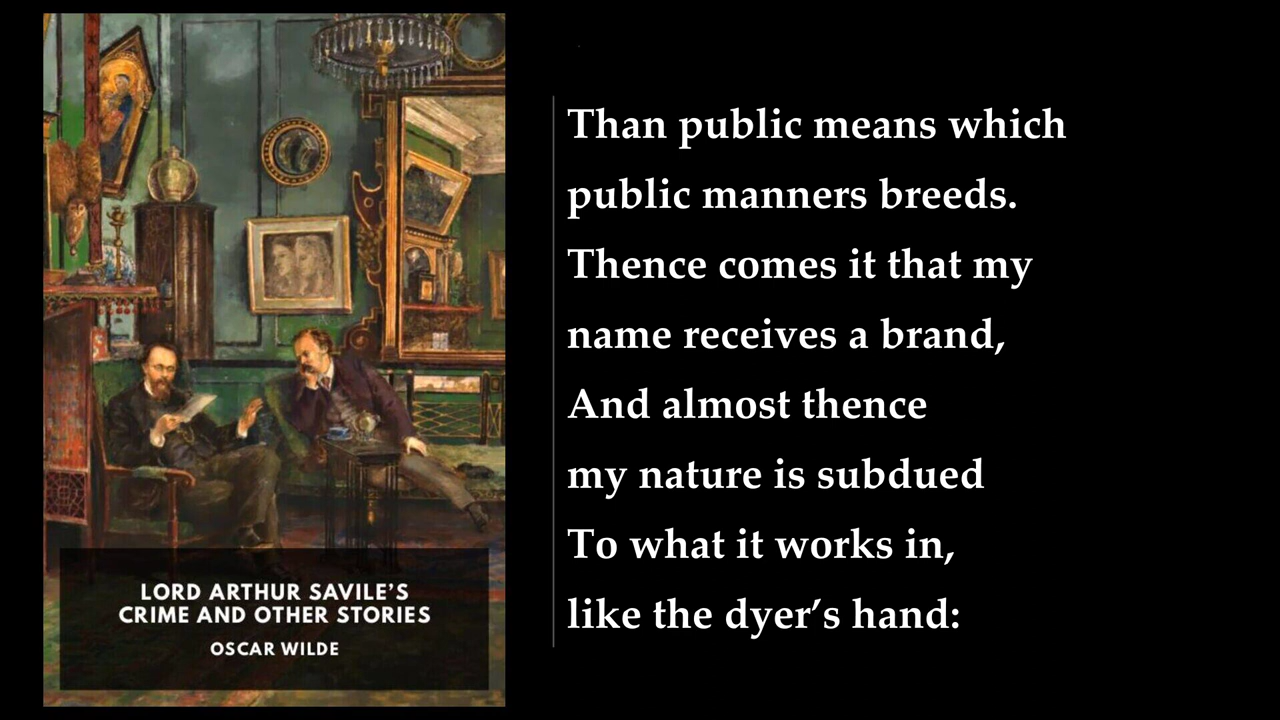 LORD ARTHUR SAVILE’S
CRIME AND OTHER STORIES
OSCAR WILDE
Than public means which
public manners breeds.
Thence comes it that my
name receives a brand,
And almost thence
my nature is subdued
To what it works in,
like the dyer’s hand: